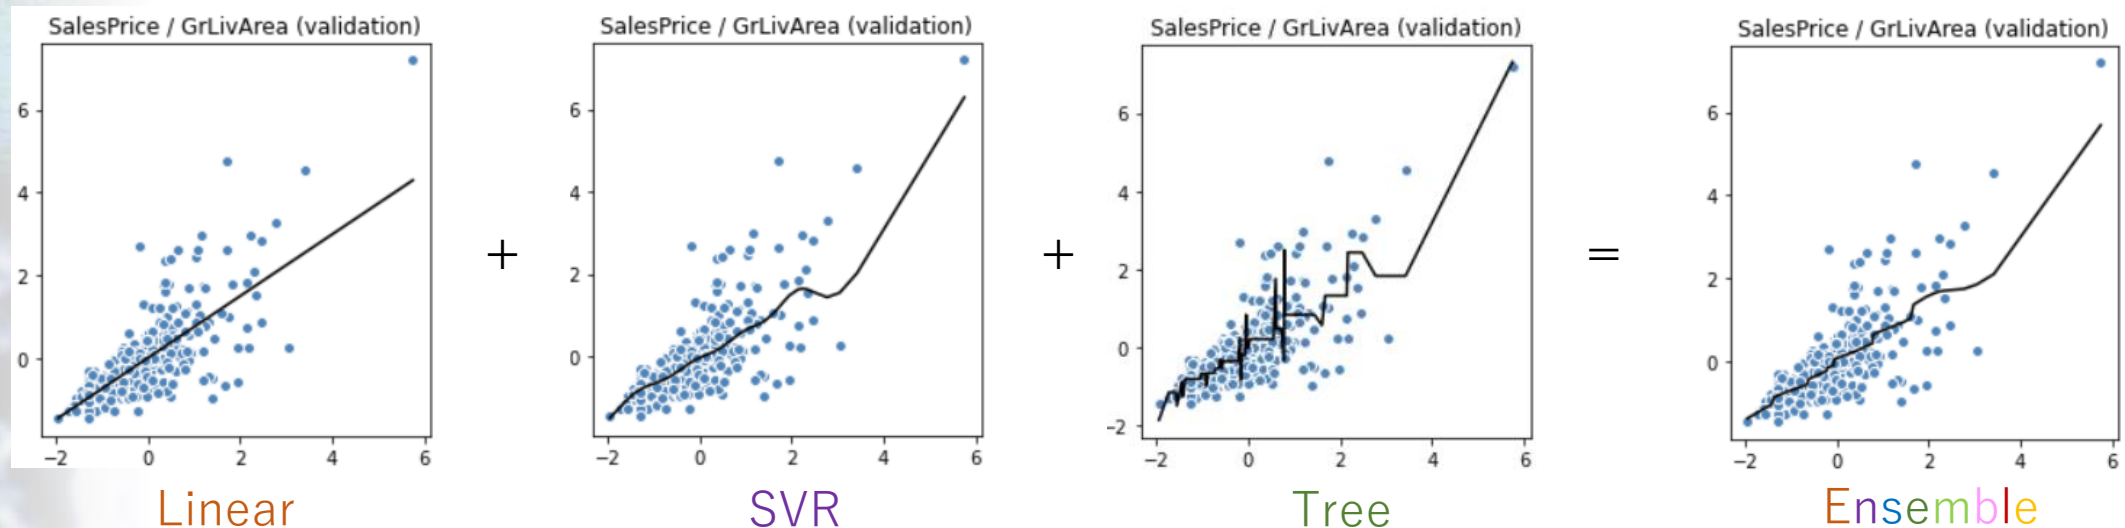 SalesPrice / GrLivArea (validation)
6
4
2
0
−2 0 2 4 6
Linear
+
SalesPrice / GrLivArea (validation)
6
4
2
0
−2 0 2 4 6
SVR
+
SalesPrice / GrLivArea (validation)
6
4
2
0
−2
−2 0 2 4 6
Tree
=
SalesPrice / GrLivArea (validation)
6
4
2
0
−2 0 2 4 6
Ensemble